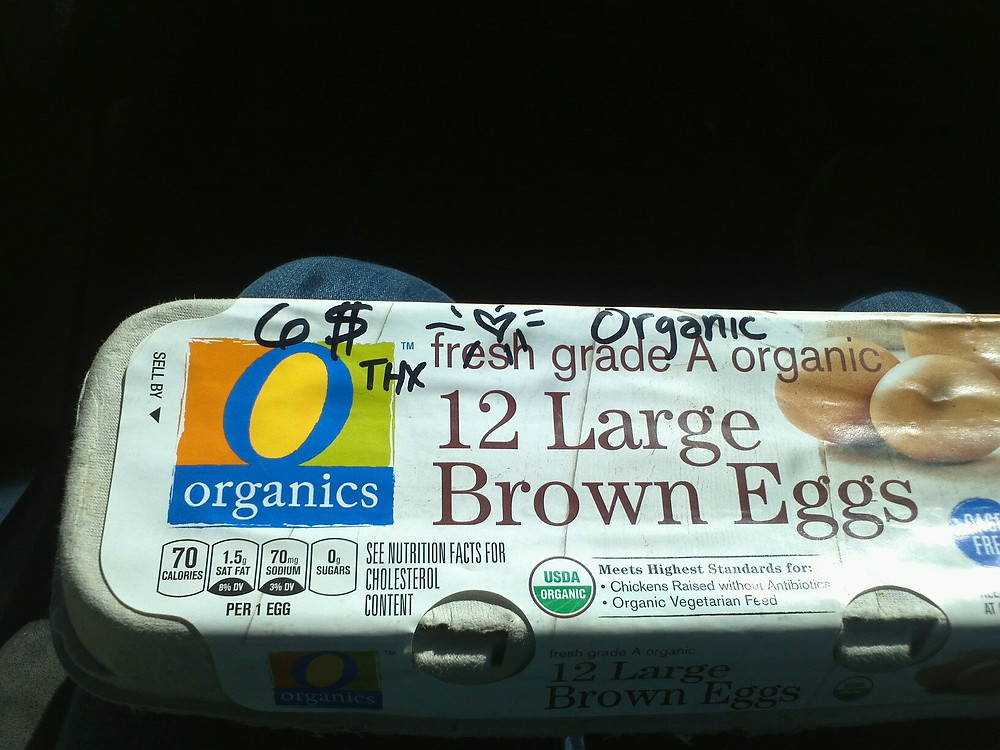 6 $ Organic
THX
SELL BY
O
organics
TM
fresh grade A organic
12 Large
Brown Eggs
70
CALORIES
1.5g
SAT FAT
8% DV
70mg
SODIUM
3% DV
0g
SUGARS
PER 1 EGG
SEE NUTRITION FACTS FOR
CHOLESTEROL
CONTENT
USDA
ORGANIC
Meets Highest Standards for:
• Chickens Raised without Antibiotics
• Organic Vegetarian Feed
O
organics
fresh grade A organic
12 Large
Brown Eggs